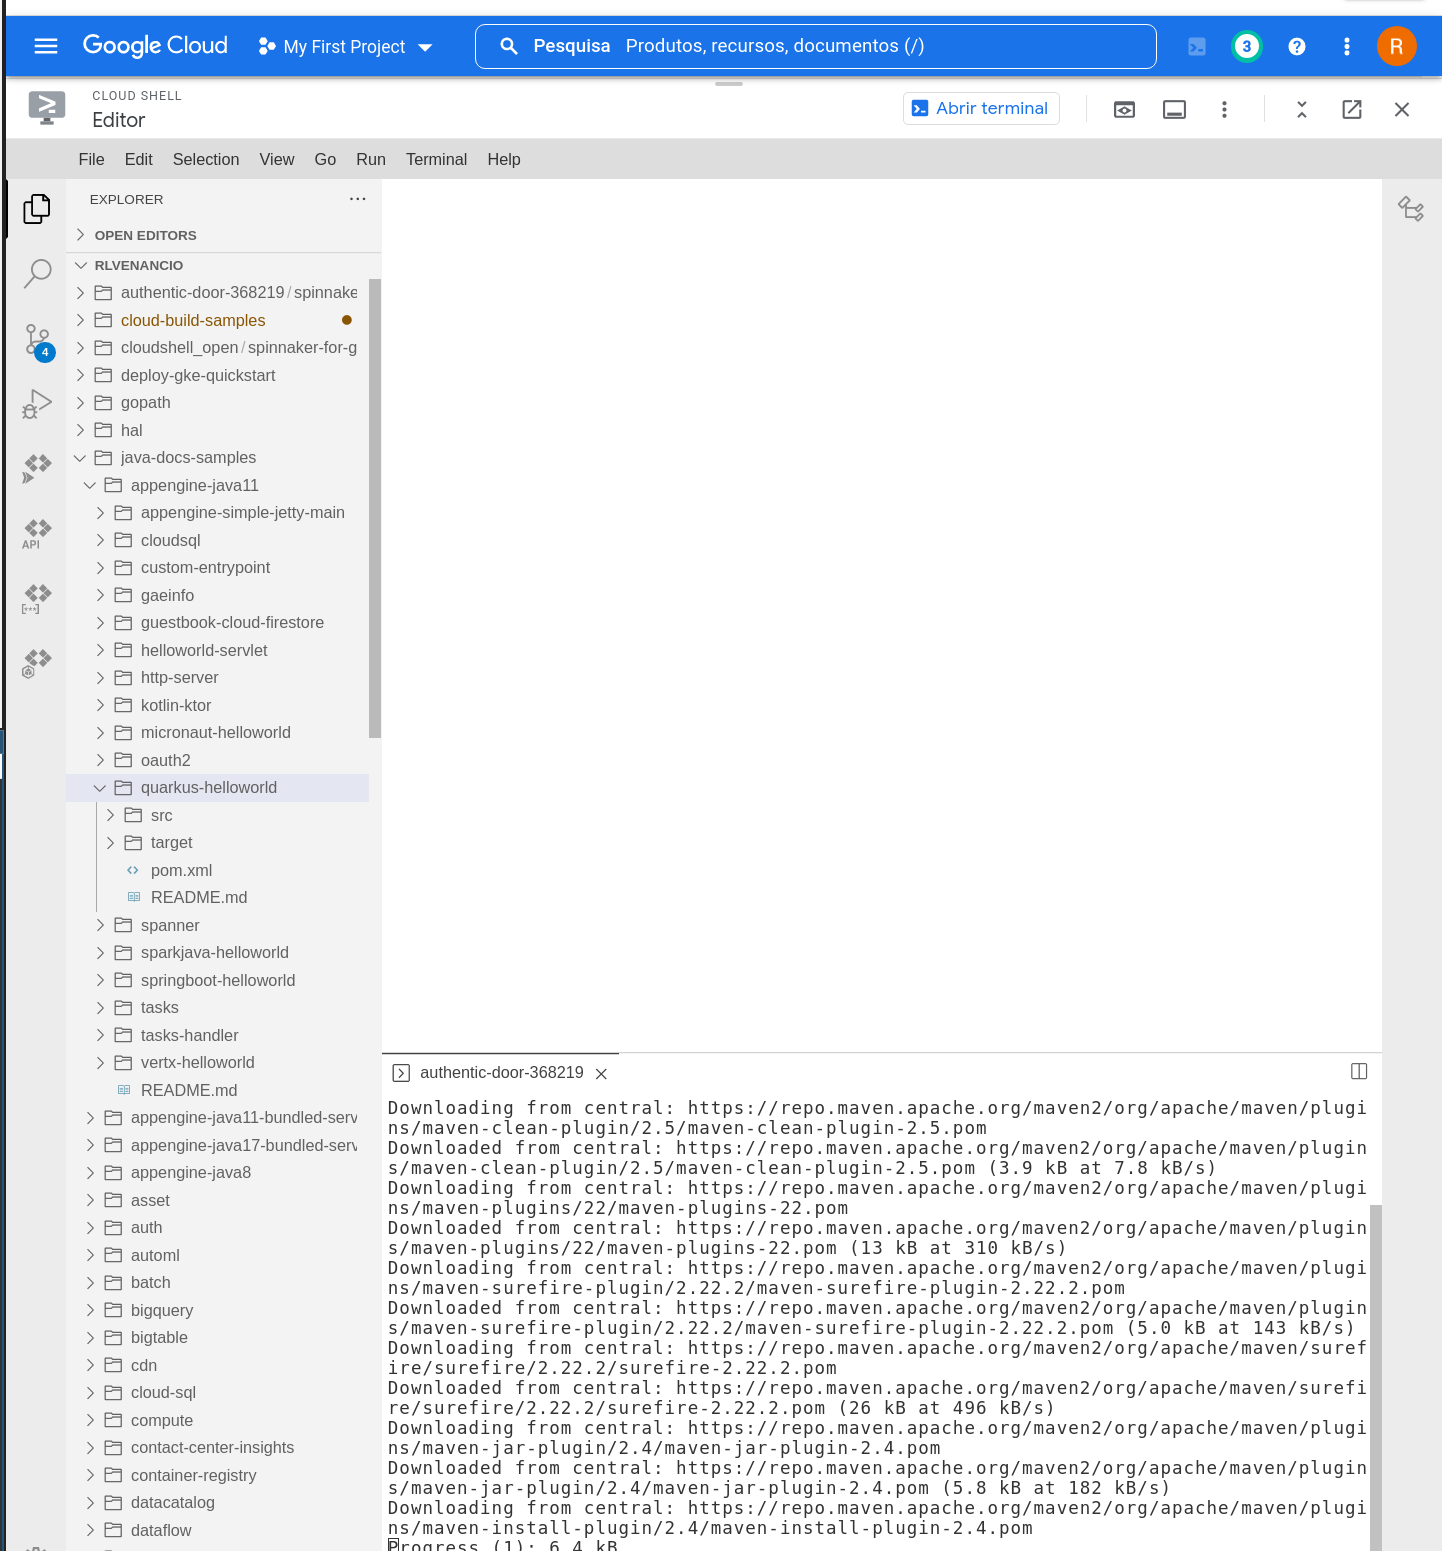 Google Cloud
My First Project
Pesquisa Produtos, recursos, documentos (/)
3
R
CLOUD SHELL
Editor
Abrir terminal
File Edit Selection View Go Run Terminal Help
EXPLORER
OPEN EDITORS
RLVENANCIO
authentic-door-368219 / spinnake
cloud-build-samples
cloudshell_open / spinnaker-for-g
4
deploy-gke-quickstart
gopath
hal
java-docs-samples
appengine-java11
appengine-simple-jetty-main
cloudsql
API
custom-entrypoint
gaeinfo
guestbook-cloud-firestore
helloworld-servlet
http-server
kotlin-ktor
micronaut-helloworld
oauth2
quarkus-helloworld
src
target
pom.xml
README.md
spanner
sparkjava-helloworld
springboot-helloworld
tasks
tasks-handler
vertx-helloworld
README.md
appengine-java11-bundled-serv
appengine-java17-bundled-serv
appengine-java8
asset
auth
automl
batch
bigquery
bigtable
cdn
cloud-sql
compute
contact-center-insights
container-registry
datacatalog
dataflow
authentic-door-368219
Downloading from central: https://repo.maven.apache.org/maven2/org/apache/maven/plugi
ns/maven-clean-plugin/2.5/maven-clean-plugin-2.5.pom
Downloaded from central: https://repo.maven.apache.org/maven2/org/apache/maven/plugin
s/maven-clean-plugin/2.5/maven-clean-plugin-2.5.pom (3.9 kB at 7.8 kB/s)
Downloading from central: https://repo.maven.apache.org/maven2/org/apache/maven/plugi
ns/maven-plugins/22/maven-plugins-22.pom
Downloaded from central: https://repo.maven.apache.org/maven2/org/apache/maven/plugin
s/maven-plugins/22/maven-plugins-22.pom (13 kB at 310 kB/s)
Downloading from central: https://repo.maven.apache.org/maven2/org/apache/maven/plugi
ns/maven-surefire-plugin/2.22.2/maven-surefire-plugin-2.22.2.pom
Downloaded from central: https://repo.maven.apache.org/maven2/org/apache/maven/plugin
s/maven-surefire-plugin/2.22.2/maven-surefire-plugin-2.22.2.pom (5.0 kB at 143 kB/s)
Downloading from central: https://repo.maven.apache.org/maven2/org/apache/maven/suref
ire/surefire/2.22.2/surefire-2.22.2.pom
Downloaded from central: https://repo.maven.apache.org/maven2/org/apache/maven/surefi
re/surefire/2.22.2/surefire-2.22.2.pom (26 kB at 496 kB/s)
Downloading from central: https://repo.maven.apache.org/maven2/org/apache/maven/plugi
ns/maven-jar-plugin/2.4/maven-jar-plugin-2.4.pom
Downloaded from central: https://repo.maven.apache.org/maven2/org/apache/maven/plugin
s/maven-jar-plugin/2.4/maven-jar-plugin-2.4.pom (5.8 kB at 182 kB/s)
Downloading from central: https://repo.maven.apache.org/maven2/org/apache/maven/plugi
ns/maven-install-plugin/2.4/maven-install-plugin-2.4.pom
Progress (1): 6.4 kB